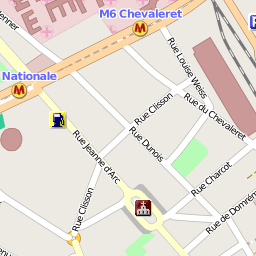 M6 Chevaleret
enner
M
Rue Louise Weiss
Nationale
M
Rue Clisson
Rue du Chevaleret
Rue Jeanne d'Arc
Rue Dunois
Rue Charcot
Rue Clisson
Rue de Domrém